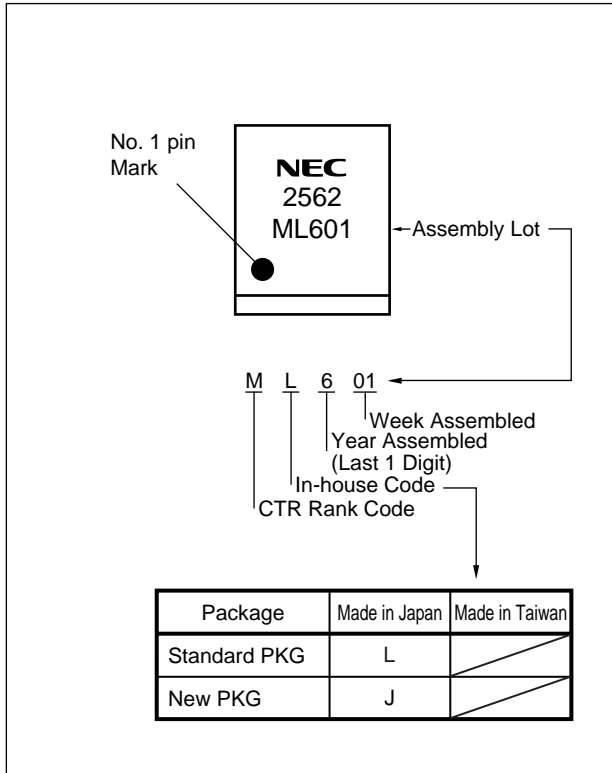 No. 1 pin
Mark
NEC
2562
ML601
Assembly Lot
M L 6 01
Week Assembled
Year Assembled
(Last 1 Digit)
In-house Code
CTR Rank Code
Package Made in Japan Made in Taiwan
Standard PKG L
New PKG J